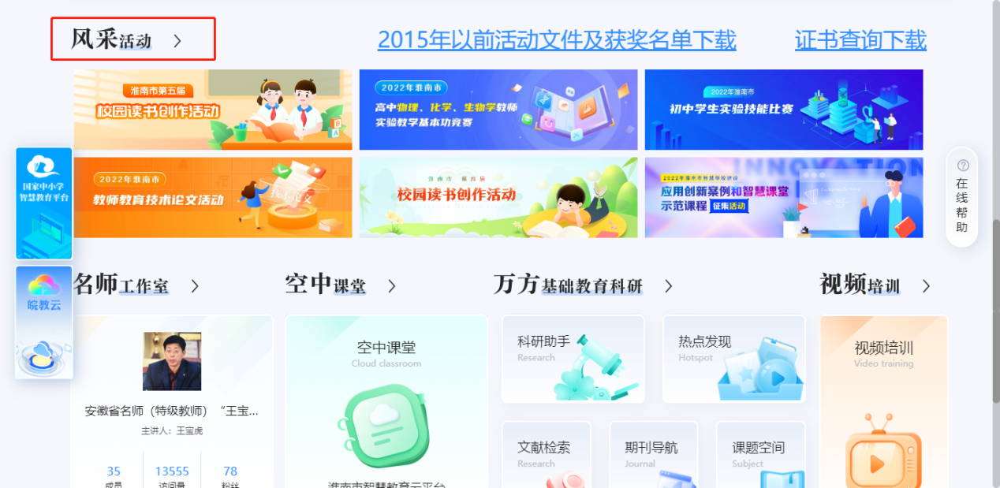 风采活动
2015年以前活动文件及获奖名单下载
证书查询下载
淮南市第五届
校园读书创作活动
2022年淮南市
高中物理、化学、生物学教师
实验教学基本功竞赛
2022年淮南市
初中学生实验技能比赛
2022年淮南市
教师教育技术论文活动
淮南市 第四届
校园读书创作活动
INNOVATION
2022年淮南市智慧学校建设
应用创新案例和智慧课堂
示范课程 征集活动
国家中小学
智慧教育平台
皖教云
在线帮助
名师工作室
空中课堂
万方基础教育科研
视频培训
安徽省名师（特级教师）“王宝...
主讲人：王宝虎
35
13555
78
成员
访问量
粉丝
空中课堂
Cloud classroom
淮南市智慧教育云平台
科研助手
Research
热点发现
Hotspot
文献检索
Research
期刊导航
Journal
课题空间
Subject
视频培训
Video training